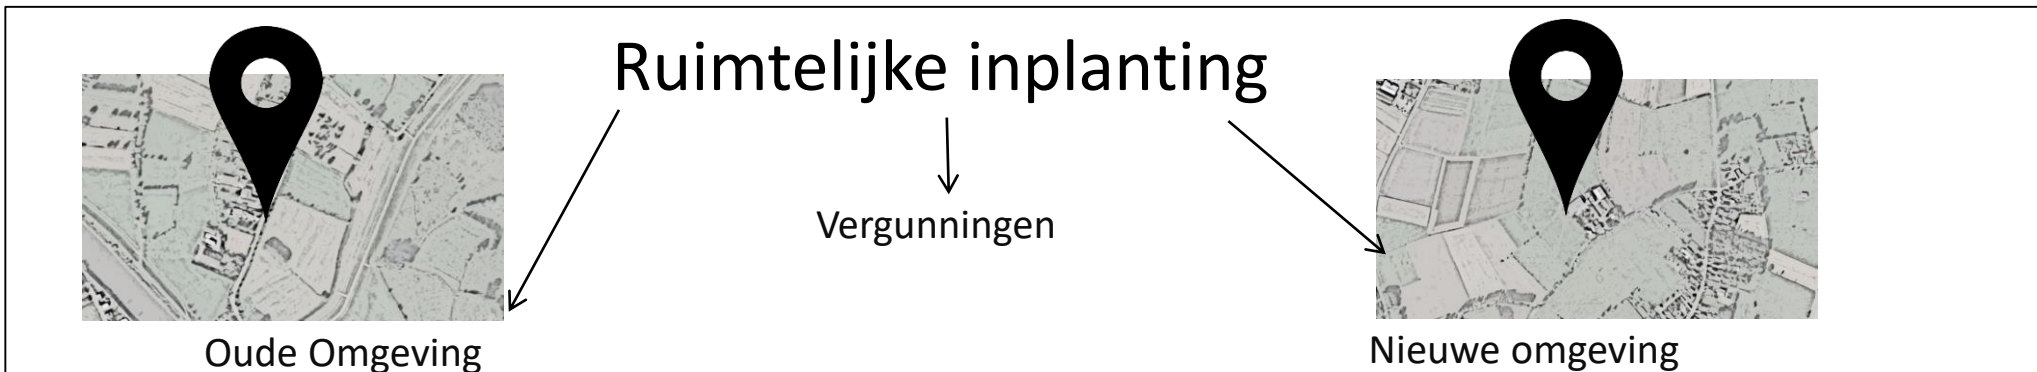 Ruimtelijke inplanting
Vergunningen
Oude Omgeving
Nieuwe omgeving